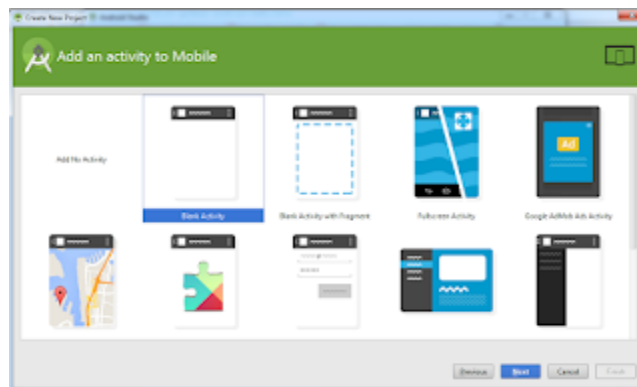 Create New Project
Add an activity to Mobile
Add No Activity
Blank Activity
Blank Activity with Fragment
Fullscreen Activity
Google AdMob Ads Activity
Ad
Previous
Next
Cancel
Finish